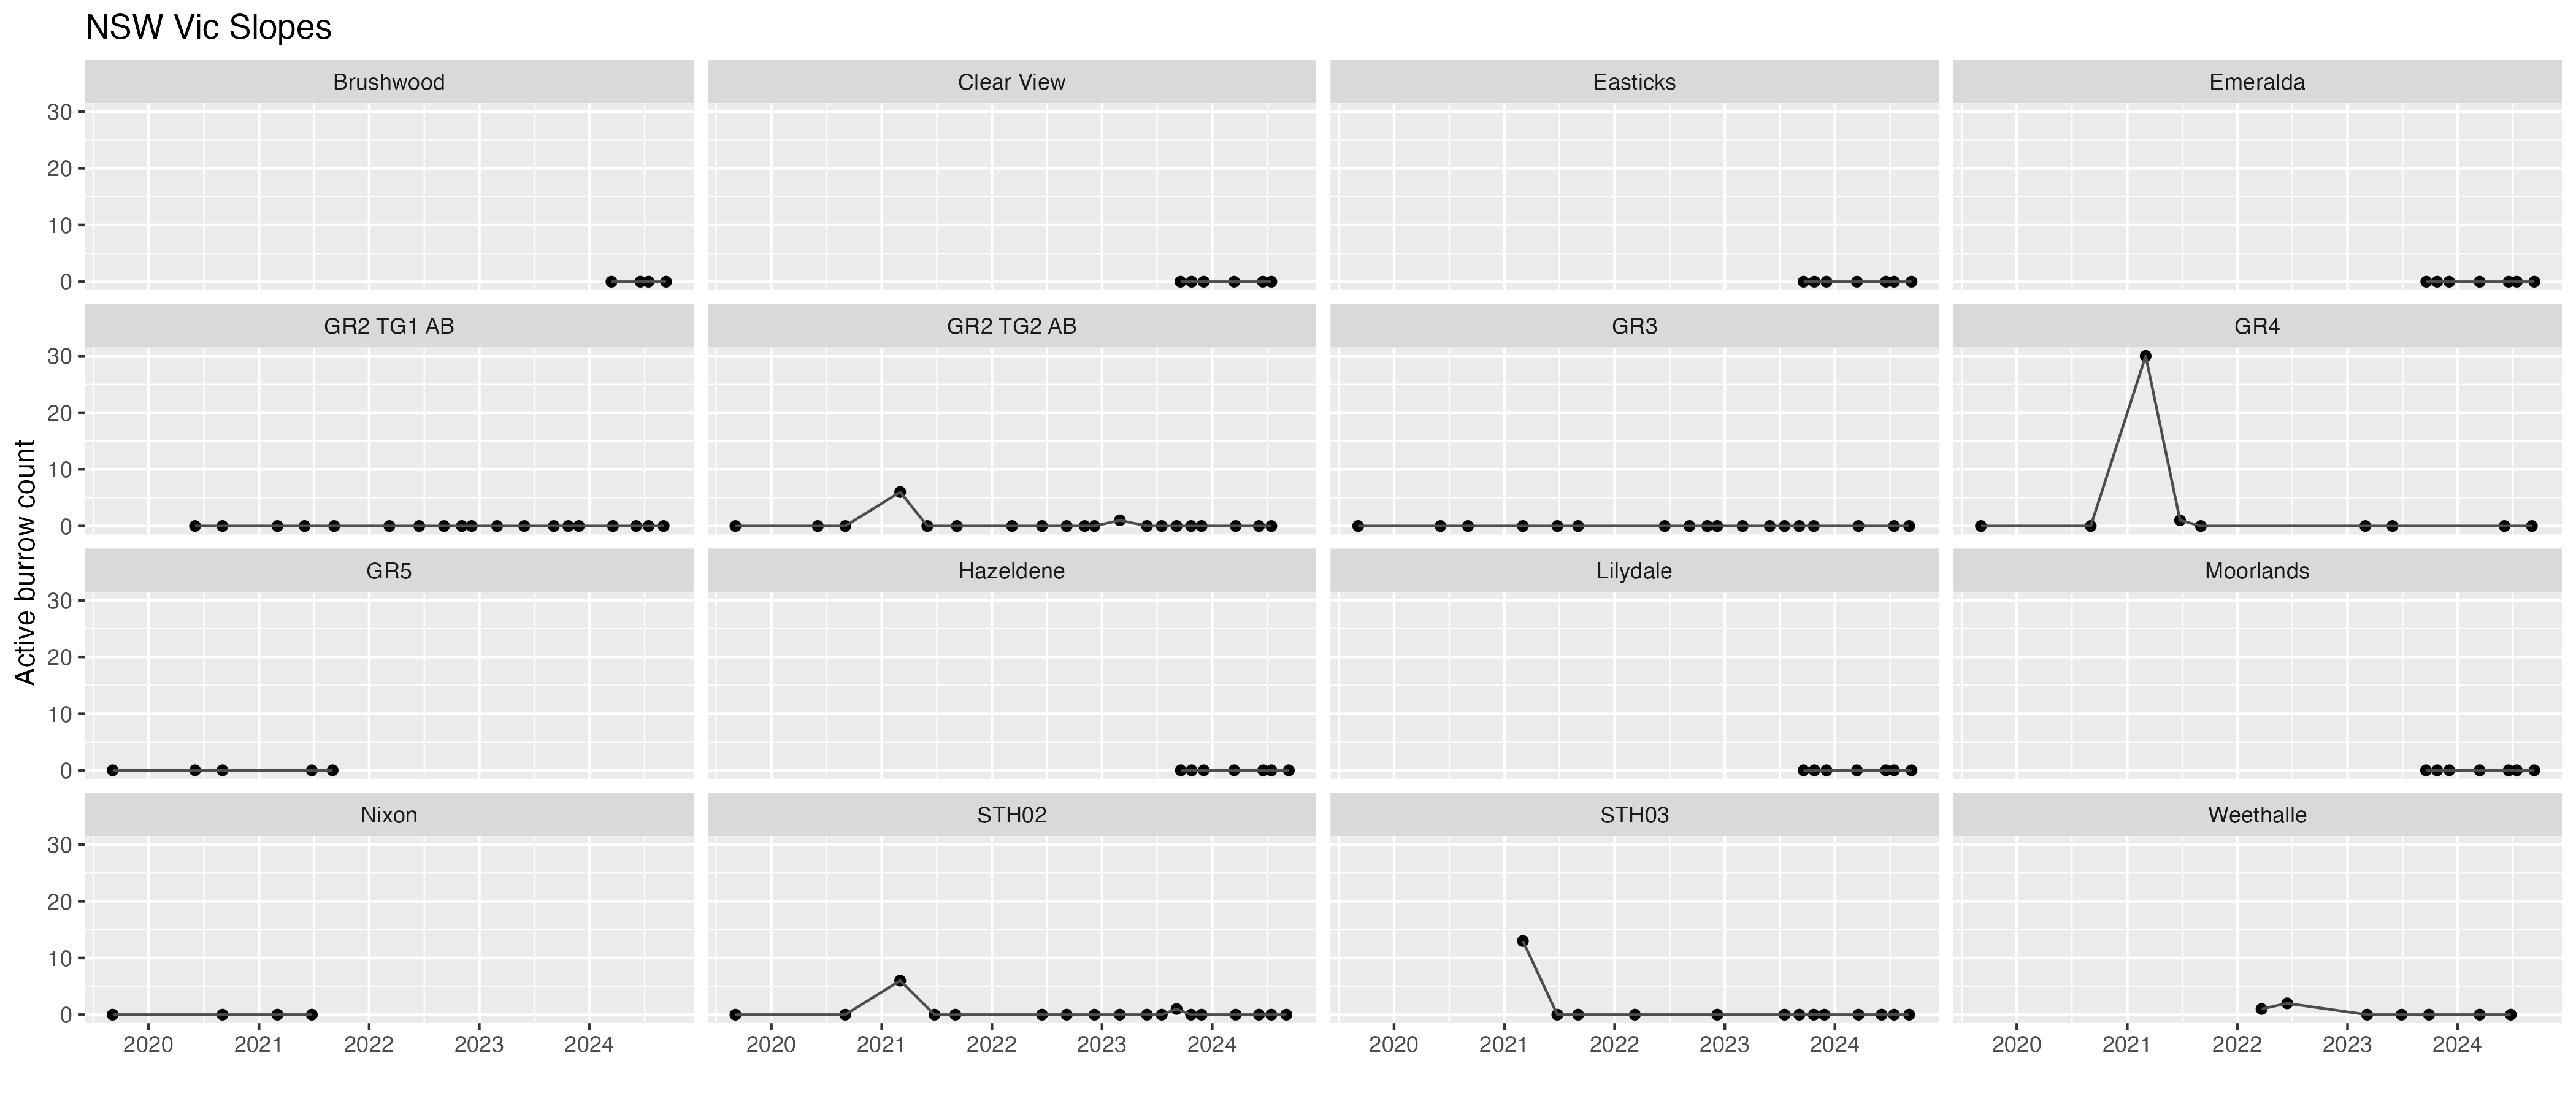 NSW Vic Slopes
Brushwood
Clear View
Easticks
Emeralda
30
20
10
0
GR2 TG1 AB
GR2 TG2 AB
GR3
GR4
30
20
10
0
Active burrow count
GR5
Hazeldene
Lilydale
Moorlands
30
20
10
0
Nixon
STH02
STH03
Weethalle
30
20
10
0
2020 2021 2022 2023 2024
2020 2021 2022 2023 2024
2020 2021 2022 2023 2024
2020 2021 2022 2023 2024